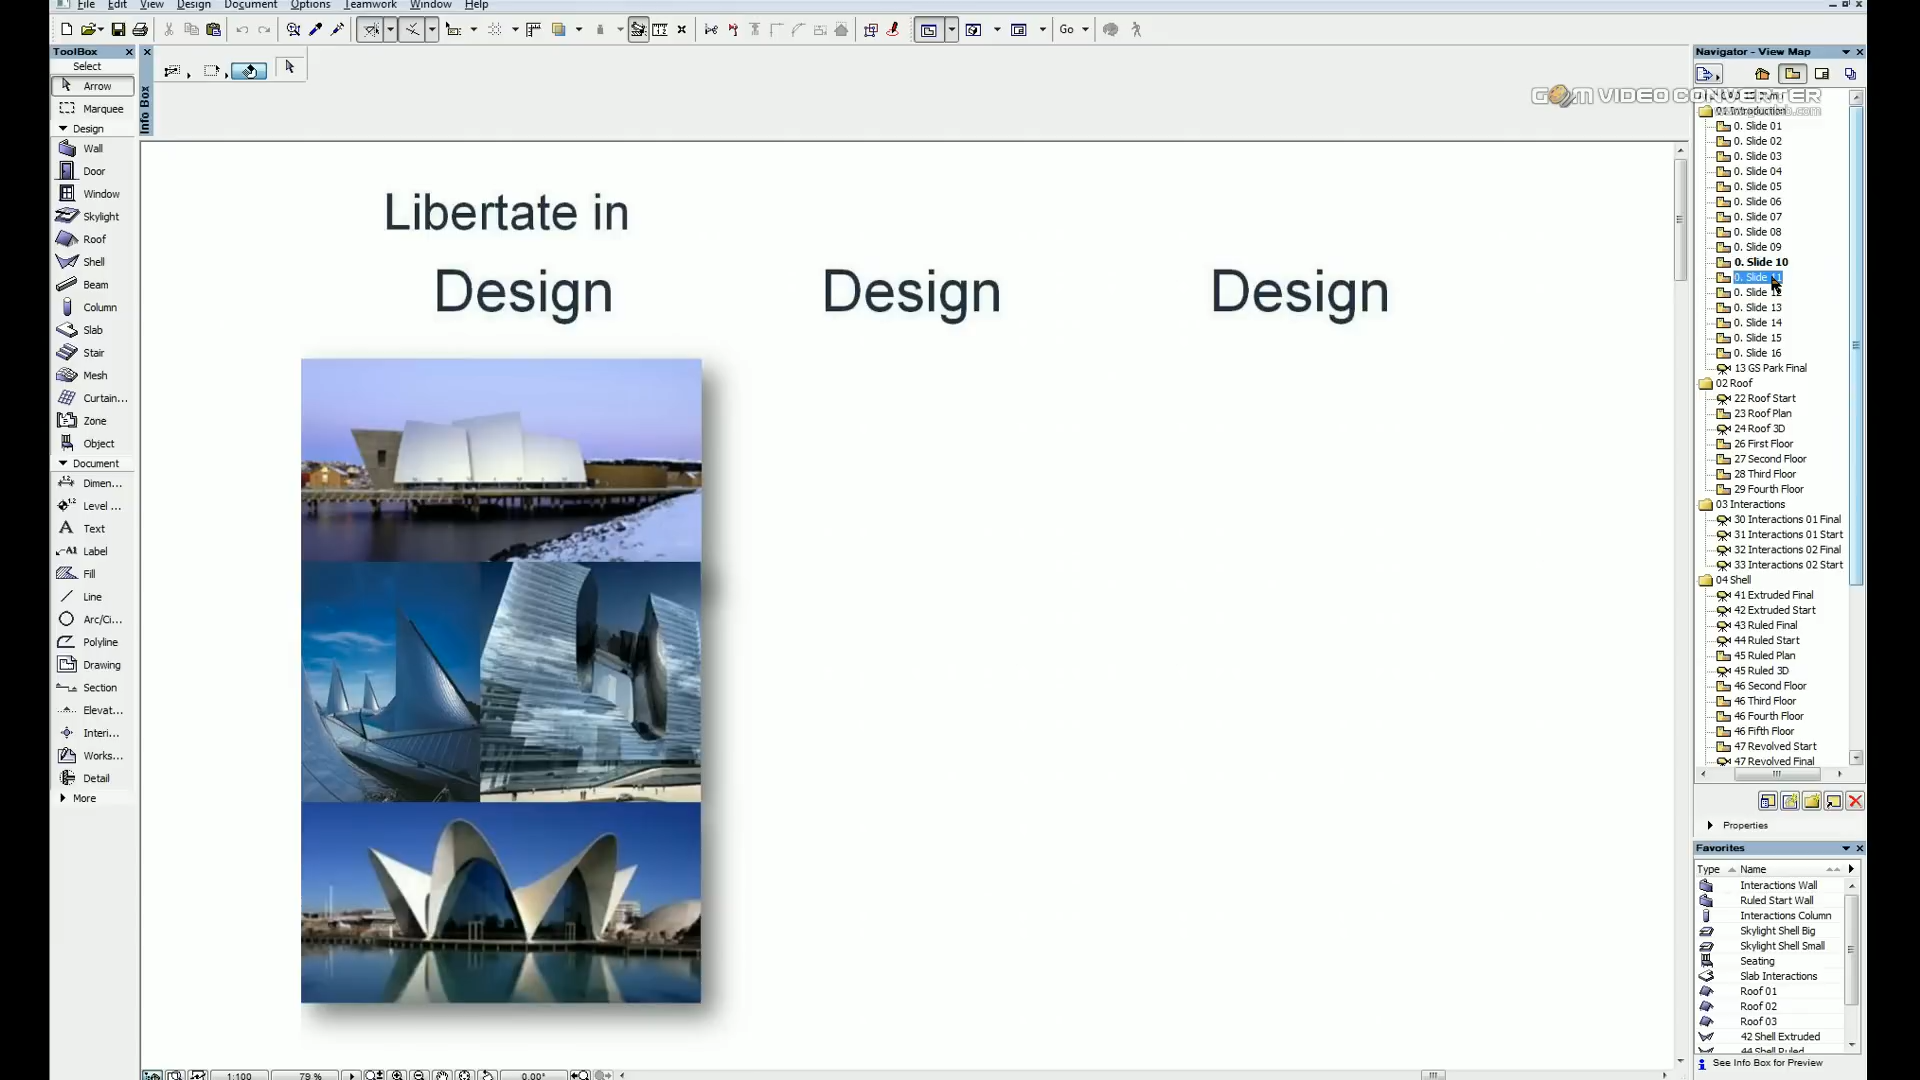 File Edit View Design Document Options Teamwork Window Help
Go
ToolBox
Select
Arrow
Marquee
Design
Wall
Door
Window
Skylight
Roof
Shell
Beam
Column
Slab
Stair
Mesh
Curtain...
Zone
Object
Document
Dimen...
Level ...
Text
A1 Label
Fill
Line
Arc/Ci...
Polyline
Drawing
Section
Elevat...
Interi...
Works...
Detail
More
Info Box
Libertate in
Design Design Design
1:100 79 % 0.00°
Navigator - View Map
GOM VIDEO CONVERTER
01 Introduction
0. Slide 01
0. Slide 02
0. Slide 03
0. Slide 04
0. Slide 05
0. Slide 06
0. Slide 07
0. Slide 08
0. Slide 09
0. Slide 10
0. Slide 11
0. Slide 12
0. Slide 13
0. Slide 14
0. Slide 15
0. Slide 16
13 GS Park Final
02 Roof
22 Roof Start
23 Roof Plan
24 Roof 3D
26 First Floor
27 Second Floor
28 Third Floor
29 Fourth Floor
03 Interactions
30 Interactions 01 Final
31 Interactions 01 Start
32 Interactions 02 Final
33 Interactions 02 Start
04 Shell
41 Extruded Final
42 Extruded Start
43 Ruled Final
44 Ruled Start
45 Ruled Plan
45 Ruled 3D
46 Second Floor
46 Third Floor
46 Fourth Floor
46 Fifth Floor
47 Revolved Start
47 Revolved Final
Properties
Favorites
Type Name
Interactions Wall
Ruled Start Wall
Interactions Column
Skylight Shell Big
Skylight Shell Small
Seating
Slab Interactions
Roof 01
Roof 02
Roof 03
42 Shell Extruded
44 Shell Ruled
See Info Box for Preview